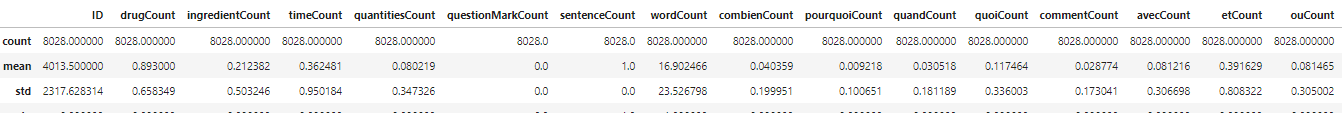 ID drugCount ingredientCount timeCount quantitiesCount questionMarkCount sentenceCount wordCount combienCount pourquoiCount quandCount quoiCount commentCount avecCount etCount ouCount
count 8028.000000 8028.000000 8028.000000 8028.000000 8028.000000 8028.0 8028.0 8028.000000 8028.000000 8028.000000 8028.000000 8028.000000 8028.000000 8028.000000 8028.000000 8028.000000
mean 4013.500000 0.893000 0.212382 0.362481 0.080219 0.0 1.0 16.902466 0.040359 0.009218 0.030518 0.117464 0.028774 0.081216 0.391629 0.081465
std 2317.628314 0.658349 0.503246 0.950184 0.347326 0.0 0.0 23.526798 0.199951 0.100651 0.181189 0.336003 0.173041 0.306698 0.808322 0.305002